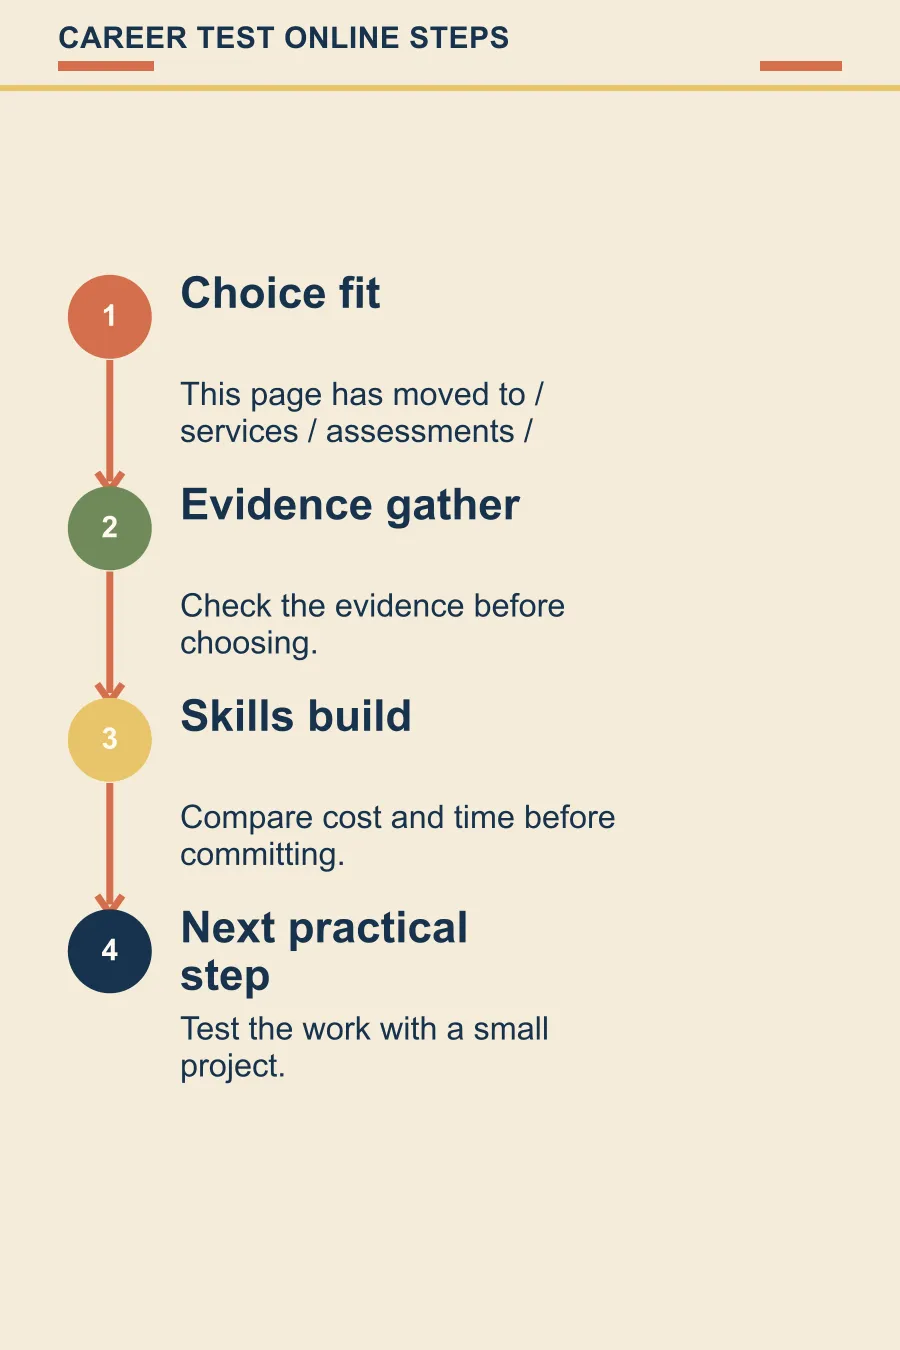 CAREER TEST ONLINE STEPS
1
Choice fit
This page has moved to /
services / assessments /
2
Evidence gather
Check the evidence before
choosing.
3
Skills build
Compare cost and time before
committing.
4
Next practical
step
Test the work with a small
project.